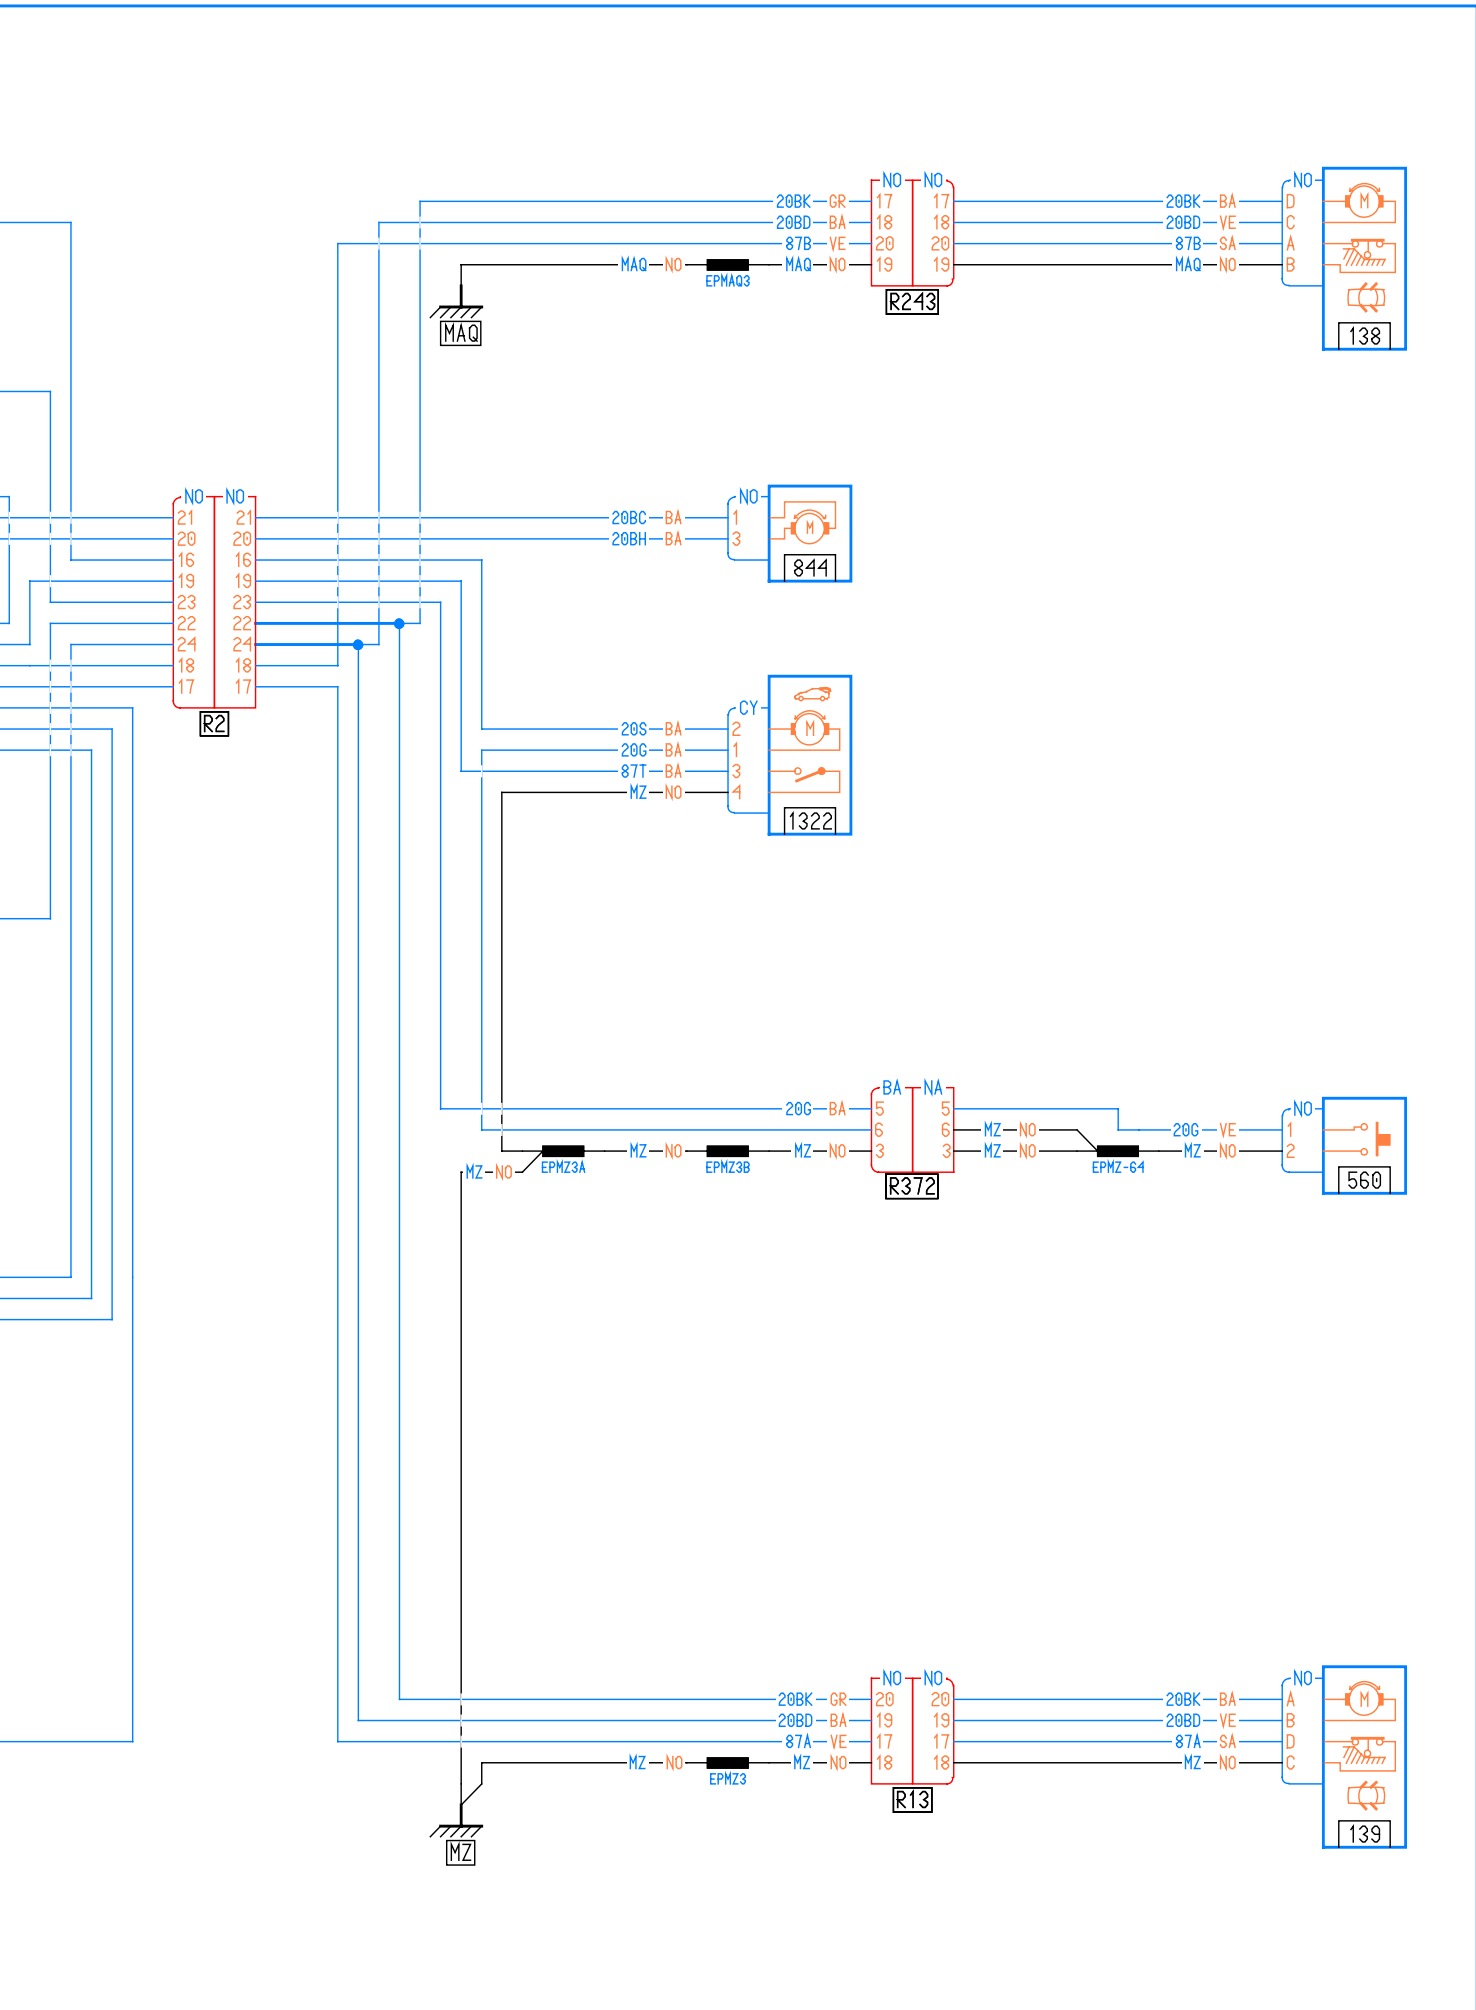 NO NO NO
20BK GR 17 17 20BK BA D M
20BD BA 18 18 20BD VE C
87B VE 20 20 87B SA A
MAQ NO MAQ NO 19 19 MAQ NO B
EPMAQ3
R243
MAQ 138
NO NO NO
21 21 20BC BA 1 M
20 20 20BH BA 3
16 16
844
19 19
23 23
22 22
24 24
18 18
17 17
CY
R2
20S BA 2 M
20G BA 1
87T BA 3
MZ NO 4
1322
BA NA
20G BA 5 5 NO
6 6 MZ NO 20G VE 1
MZ NO MZ NO 3 3 MZ NO MZ NO 2
MZ NO EPMZ3A EPMZ3B EPMZ-64
R372 560
NO NO NO
20BK GR 20 20 20BK BA A M
20BD BA 19 19 20BD VE B
87A VE 17 17 87A SA D
MZ NO MZ NO 18 18 MZ NO C
EPMZ3
R13
139
MZ